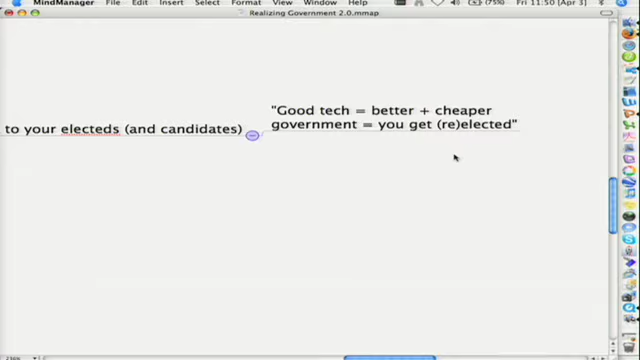 MindManager File Edit Insert Select Format View Window Help (75%) Fri 11:50 (Apr 3)
Realizing Government 2.0.mmap
"Good tech = better + cheaper
to your electeds (and candidates)
government = you get (re)elected"